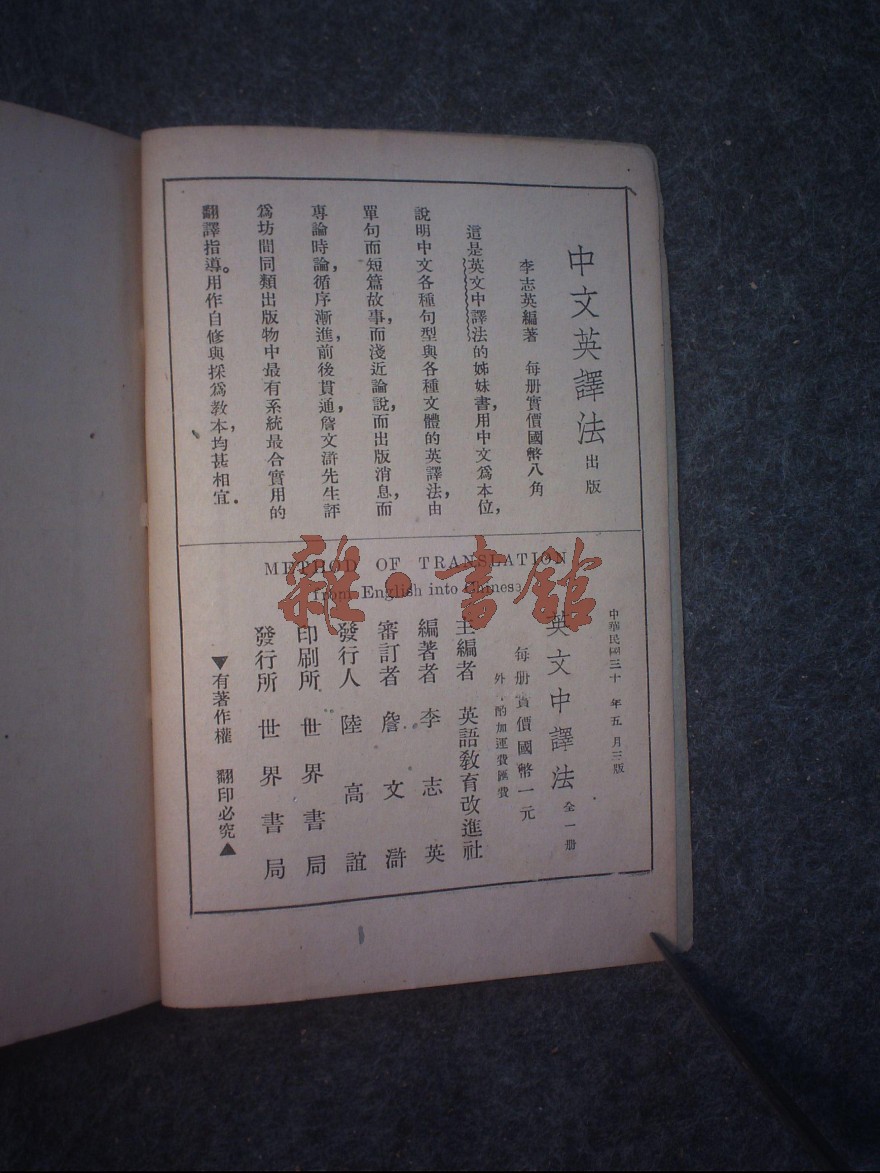 中文英譯法 出版
李志英編著 每册實價國幣八角
這是英文中譯法的姊妹書，用中文爲本位，
說明中文各種句型與各種文體的英譯法，由
單句而短篇故事，而淺近論說，而出版消息，而
專論時論，循序漸進，前後貫通，詹文滸先生評
爲坊間同類出版物中最有系統最合實用的
翻譯指導。用作自修與採爲教本，均甚相宜．
METHOD OF TRANSLATION
from English into Chinese
中華民國三十年五月三版
英文中譯法 全一册
每册實價國幣一元
外，酌加運費匯費
主編者 英語教育改進社
編著者 李志英
審訂者 詹文滸
發行人 陸高誼
印刷所 世界書局
發行所 世界書局
▼有著作權 翻印必究▲
雜·書館